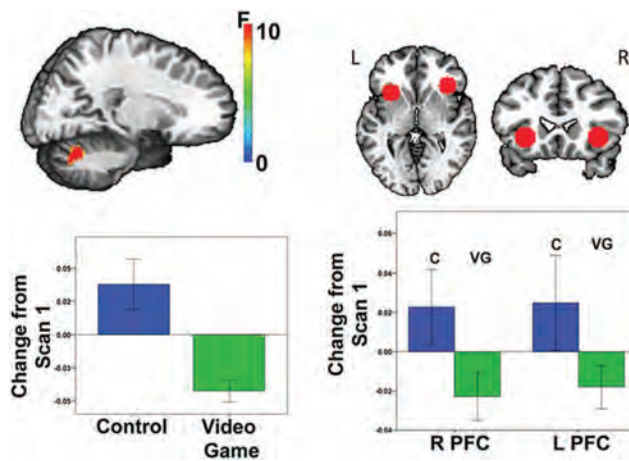 F 10
0
L
R
Change from
Scan 1
0.05
0.02
0.00
-0.03
-0.05
Control
Video
Game
Change from
Scan 1
0.06
0.04
0.02
0.00
-0.02
-0.04
C
VG
C
VG
R PFC
L PFC